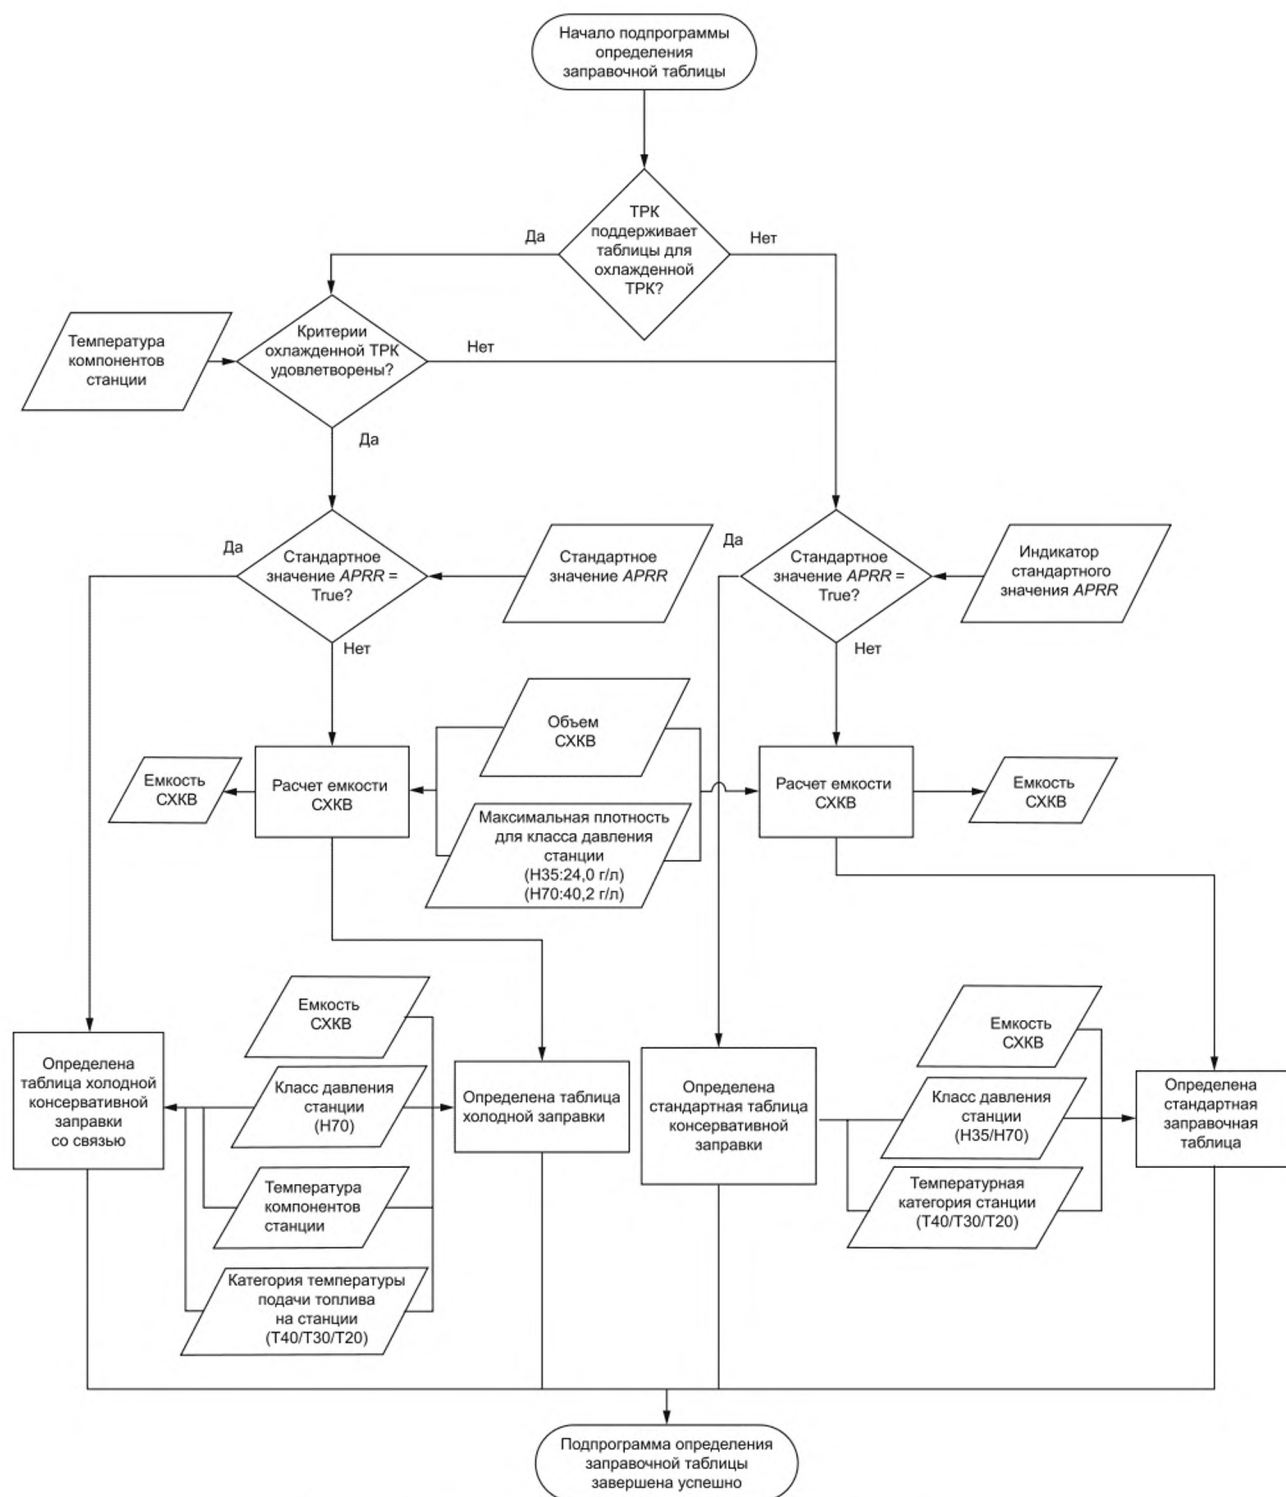 Начало подпрограммы
определения
заправочной таблицы
ТРК
поддерживает
таблицы для
охлажденной
ТРК?
Да
Нет
Температура
компонентов
станции
Критерии
охлажденной ТРК
удовлетворены?
Нет
Да
Да
Стандартное
значение APRR =
True?
Стандартное
значение APRR
Да
Стандартное
значение APRR =
True?
Индикатор
стандартного
значения APRR
Нет
Нет
Объем
СХКВ
Емкость
СХКВ
Расчет емкости
СХКВ
Расчет емкости
СХКВ
Емкость
СХКВ
Максимальная плотность
для класса давления
станции
(H35:24,0 г/л)
(H70:40,2 г/л)
Емкость
СХКВ
Емкость
СХКВ
Определена
таблица холодной
консервативной
заправки
со связью
Класс давления
станции
(H70)
Определена таблица
холодной заправки
Определена
стандартная таблица
консервативной
заправки
Класс давления
станции
(H35/H70)
Определена
стандартная
заправочная
таблица
Температура
компонентов
станции
Температурная
категория станции
(T40/T30/T20)
Категория температуры
подачи топлива
на станции
(T40/T30/T20)
Подпрограмма определения
заправочной таблицы
завершена успешно